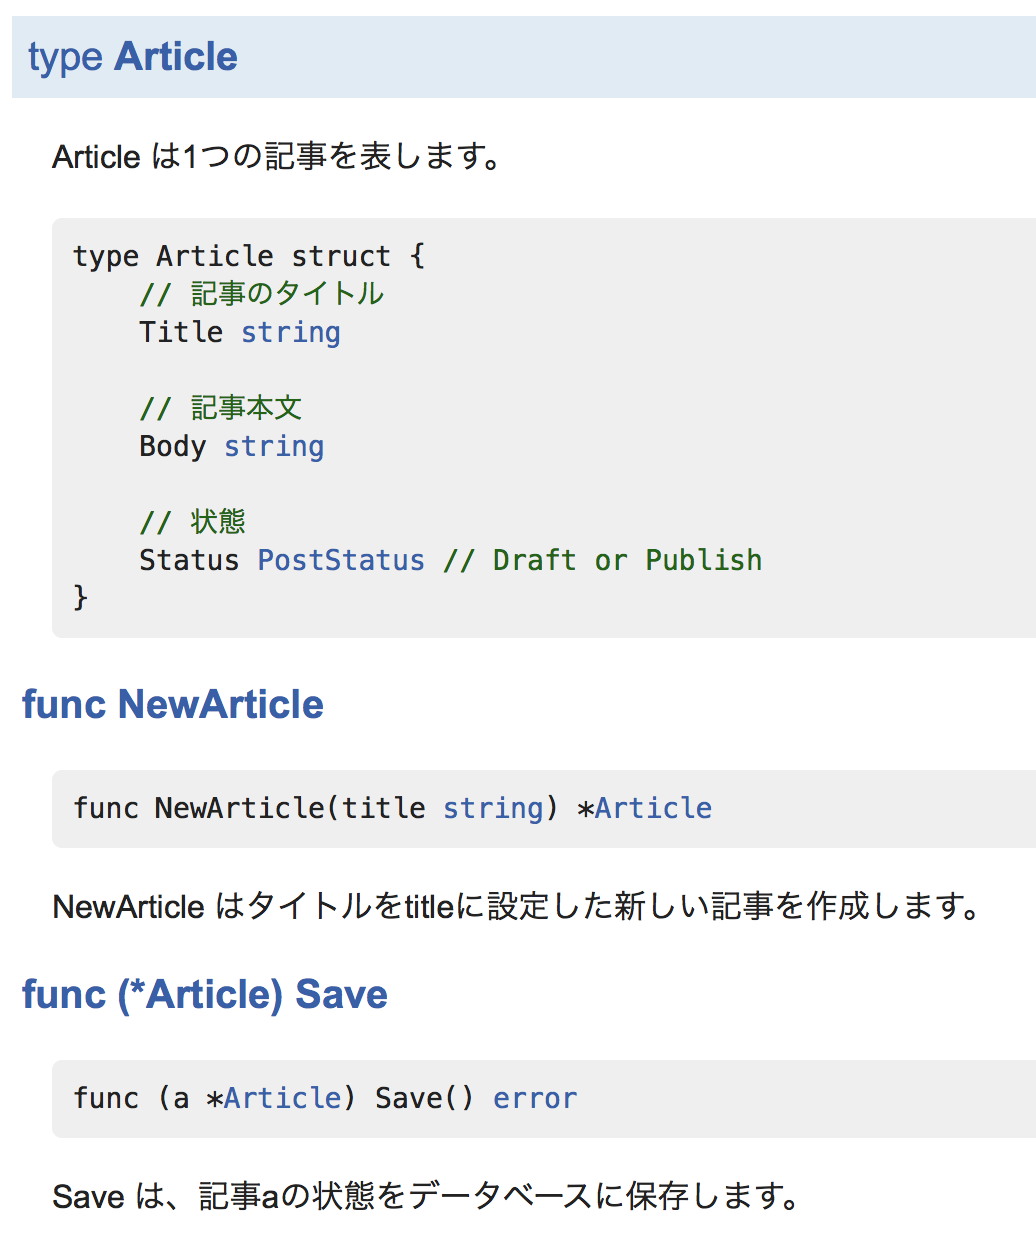 type Article
Article は1つの記事を表します。
type Article struct {
    // 記事のタイトル
    Title string

    // 記事本文
    Body string

    // 状態
    Status PostStatus // Draft or Publish
}
func NewArticle
func NewArticle(title string) *Article
NewArticle はタイトルをtitleに設定した新しい記事を作成します。
func (*Article) Save
func (a *Article) Save() error
Save は、記事aの状態をデータベースに保存します。